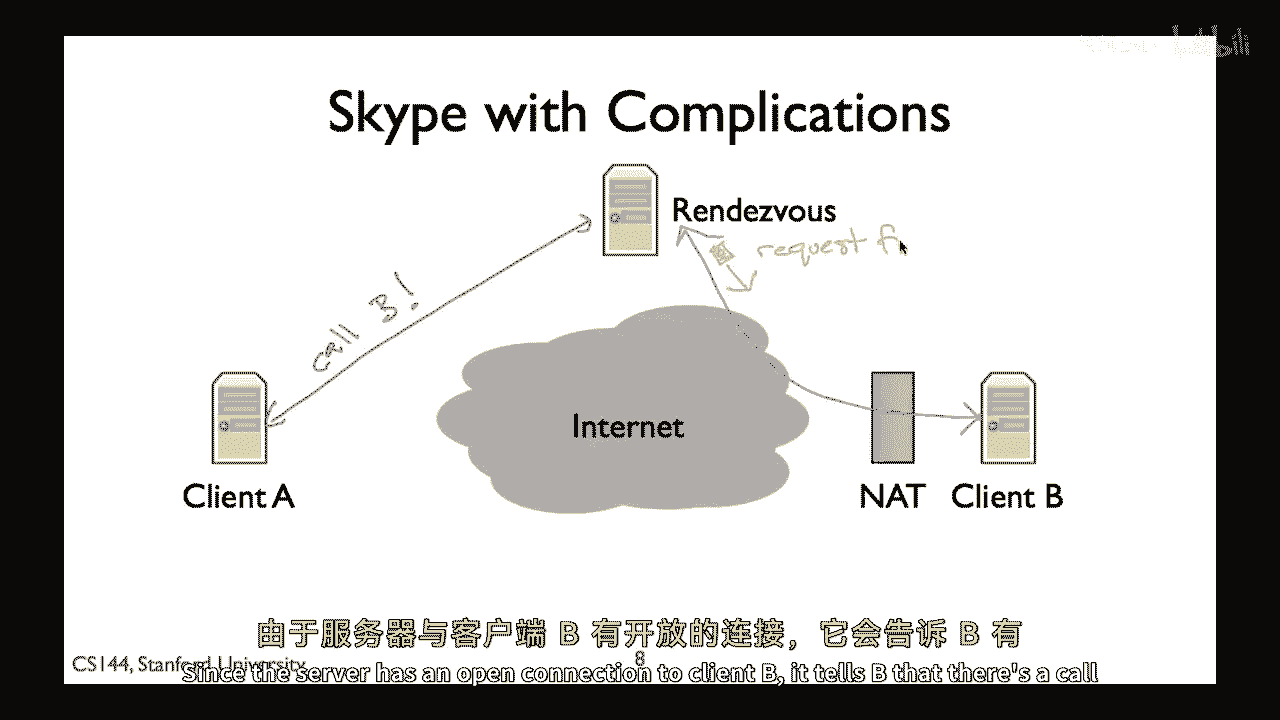 Skype with Complications
Rendezvous
request f
call B!
Internet
Client A
NAT
Client B
由于服务器与客户端 B 有开放的连接，它会告诉 B 有
CS144, Stanford University
8
Since the server has an open connection to client B, it tells B that there's a call